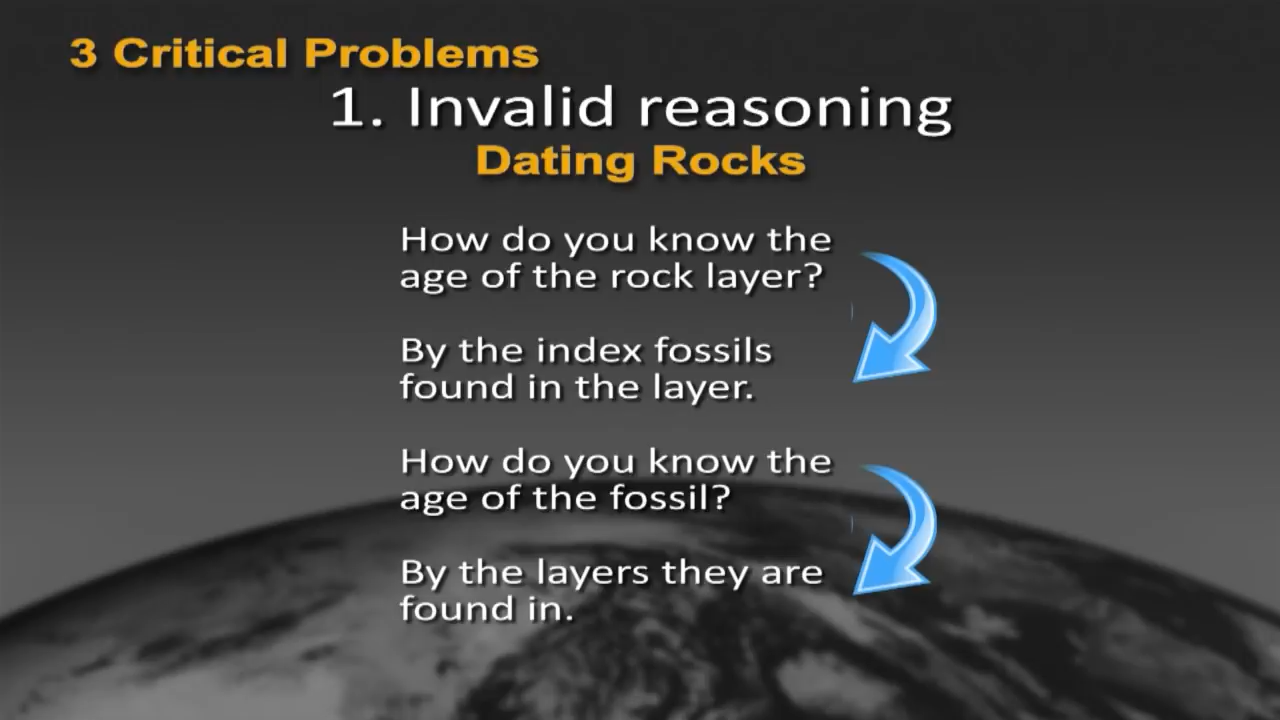 3 Critical Problems
1. Invalid reasoning
Dating Rocks
How do you know the
age of the rock layer?
By the index fossils
found in the layer.
How do you know the
age of the fossil?
By the layers they are
found in.